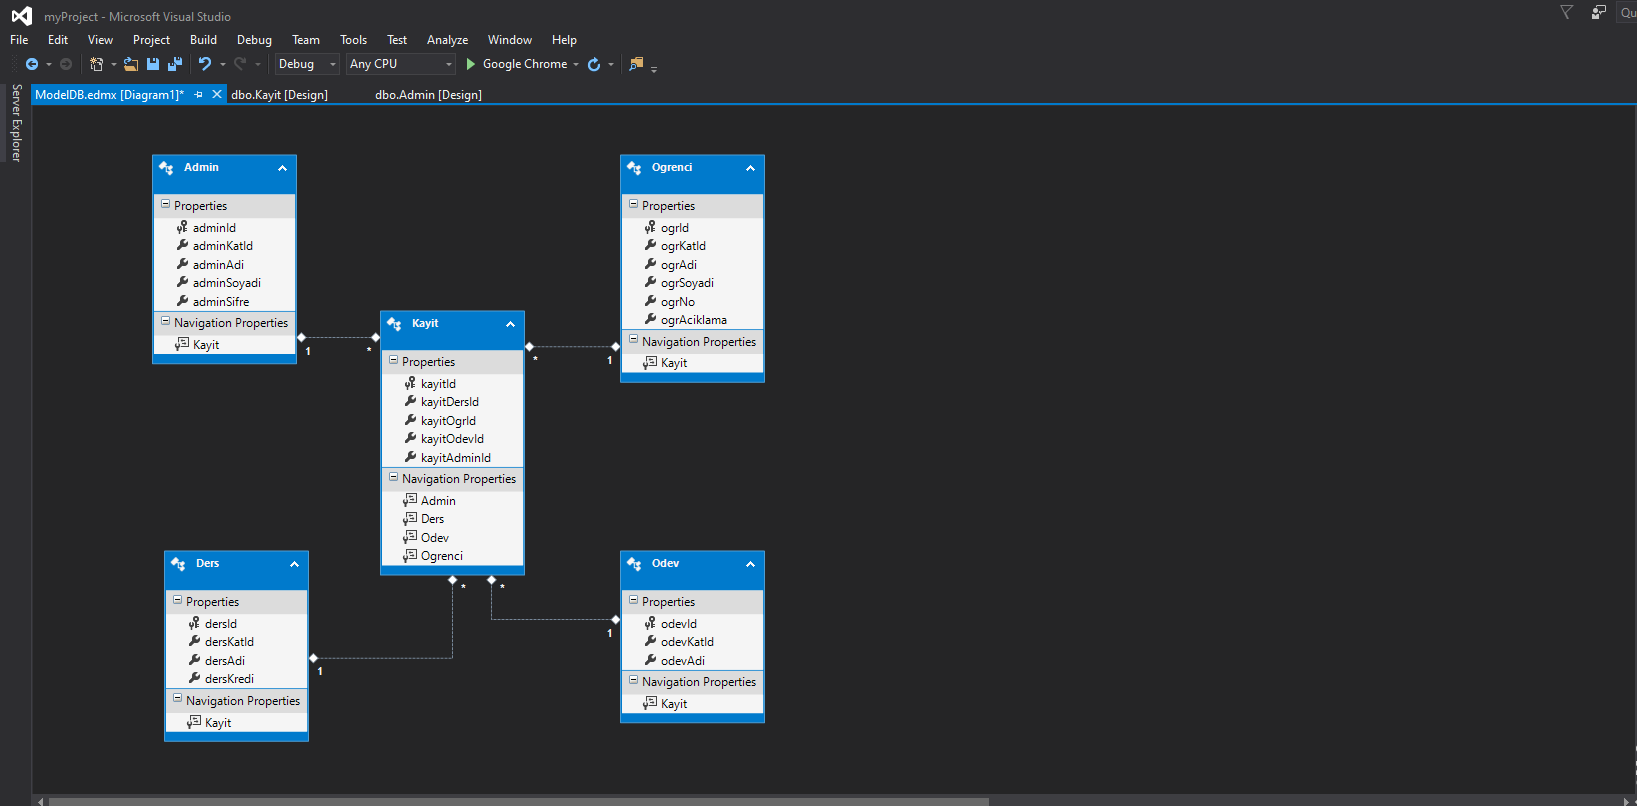 myProject - Microsoft Visual Studio
Qu
File Edit View Project Build Debug Team Tools Test Analyze Window Help
Debug Any CPU Google Chrome
Server Explorer
ModelDB.edmx [Diagram1]* dbo.Kayit [Design] dbo.Admin [Design]
Admin
Properties
adminId
adminKatId
adminAdi
adminSoyadi
adminSifre
Navigation Properties
Kayit
1
*
Ogrenci
Properties
ogrId
ogrKatId
ogrAdi
ogrSoyadi
ogrNo
ogrAciklama
Navigation Properties
Kayit
*
1
Kayit
Properties
kayitId
kayitDersId
kayitOgrId
kayitOdevId
kayitAdminId
Navigation Properties
Admin
Ders
Odev
Ogrenci
*
*
Ders
Properties
dersId
dersKatId
dersAdi
dersKredi
Navigation Properties
Kayit
1
Odev
Properties
odevId
odevKatId
odevAdi
Navigation Properties
Kayit
1